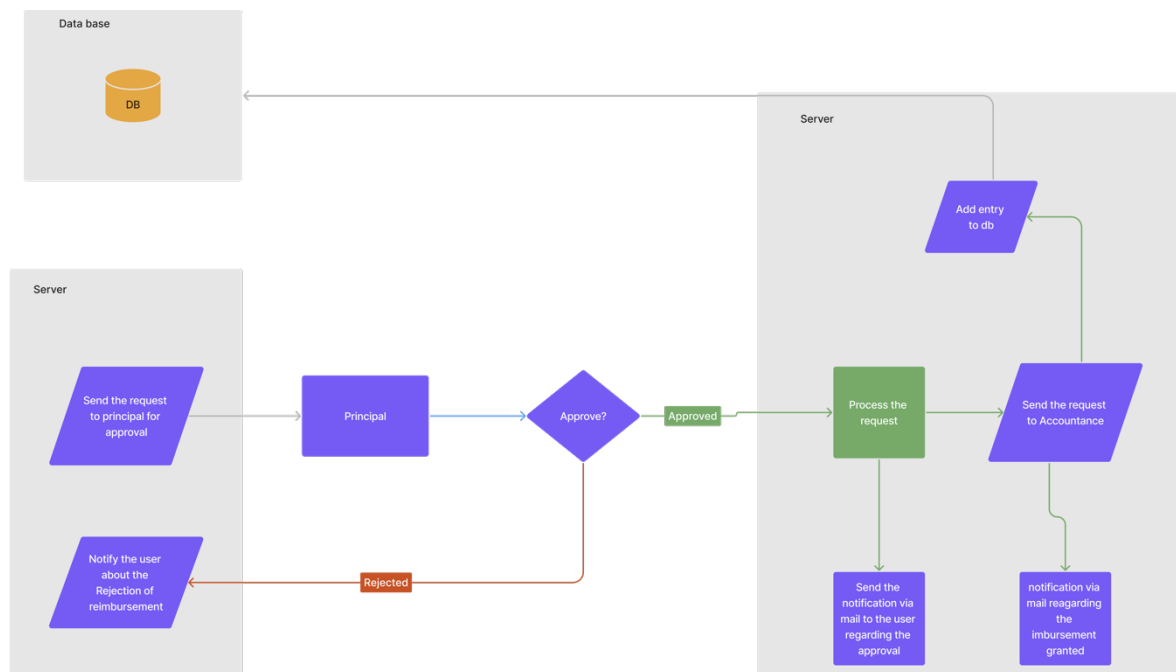 Data base
DB
Server
Add entry
to db
Server
Send the request
to principal for
approval
Principal
Approve?
Approved
Process the
request
Send the request
to Accountance
Notify the user
about the
Rejection of
reimbursement
Rejected
Send the
notification via
mail to the user
regarding the
approval
notification via
mail reagarding
the
imbursement
granted